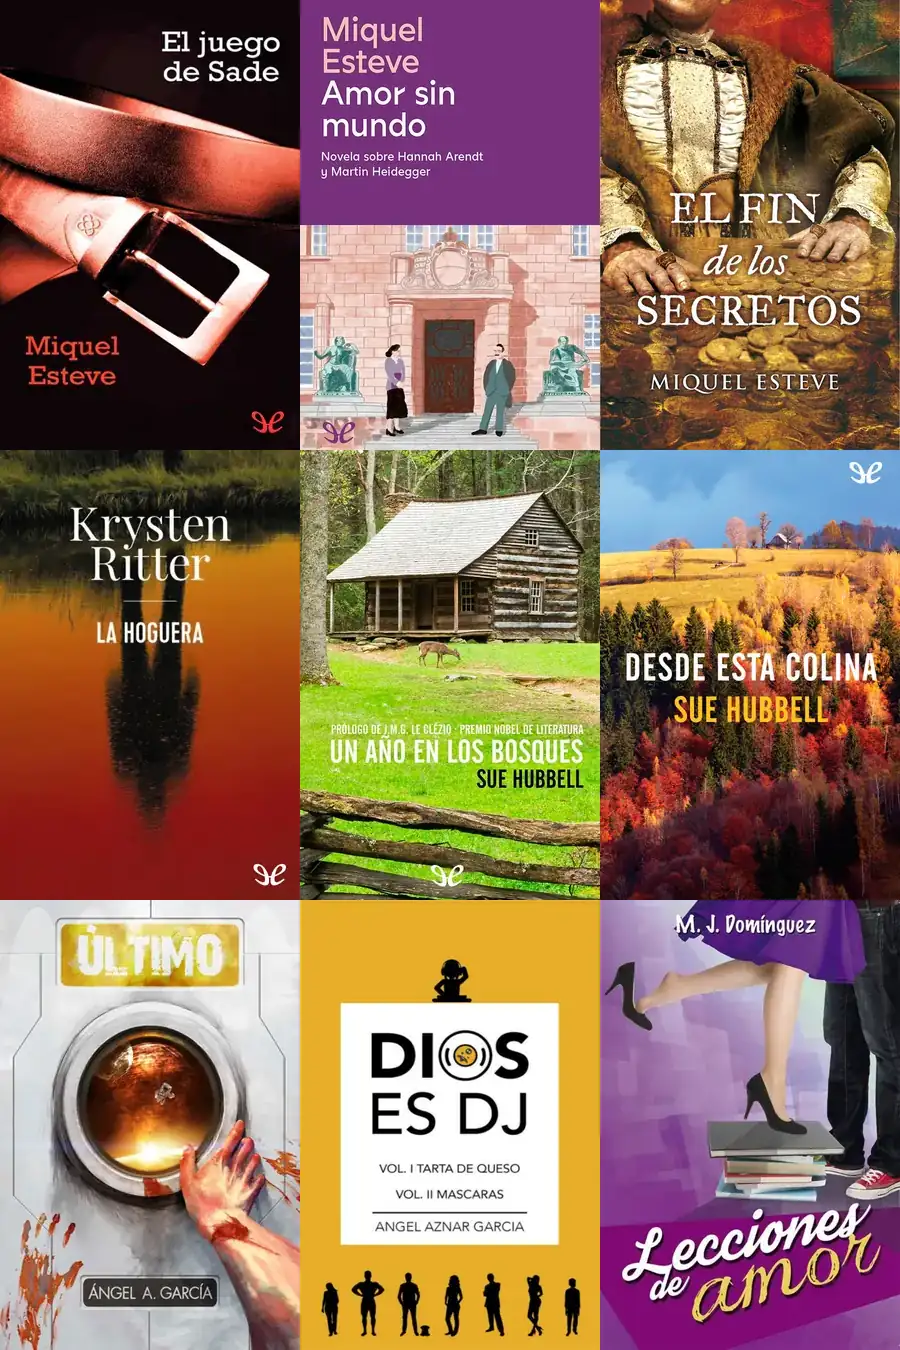 El juego
de Sade
Miquel
Esteve
Miquel
Esteve
Amor sin
mundo
Novela sobre Hannah Arendt
y Martin Heidegger
EL FIN
de los
SECRETOS
MIQUEL ESTEVE
Krysten
Ritter
LA HOGUERA
PRÓLOGO DE J.M.G. LE CLÉZIO · PREMIO NOBEL DE LITERATURA
UN AÑO EN LOS BOSQUES
SUE HUBBELL
DESDE ESTA COLINA
SUE HUBBELL
ÚLTIMO
ÁNGEL A. GARCÍA
DIOS
ES DJ
VOL. I TARTA DE QUESO
VOL. II MASCARAS
ANGEL AZNAR GARCIA
M. J. Domínguez
Lecciones
de amor